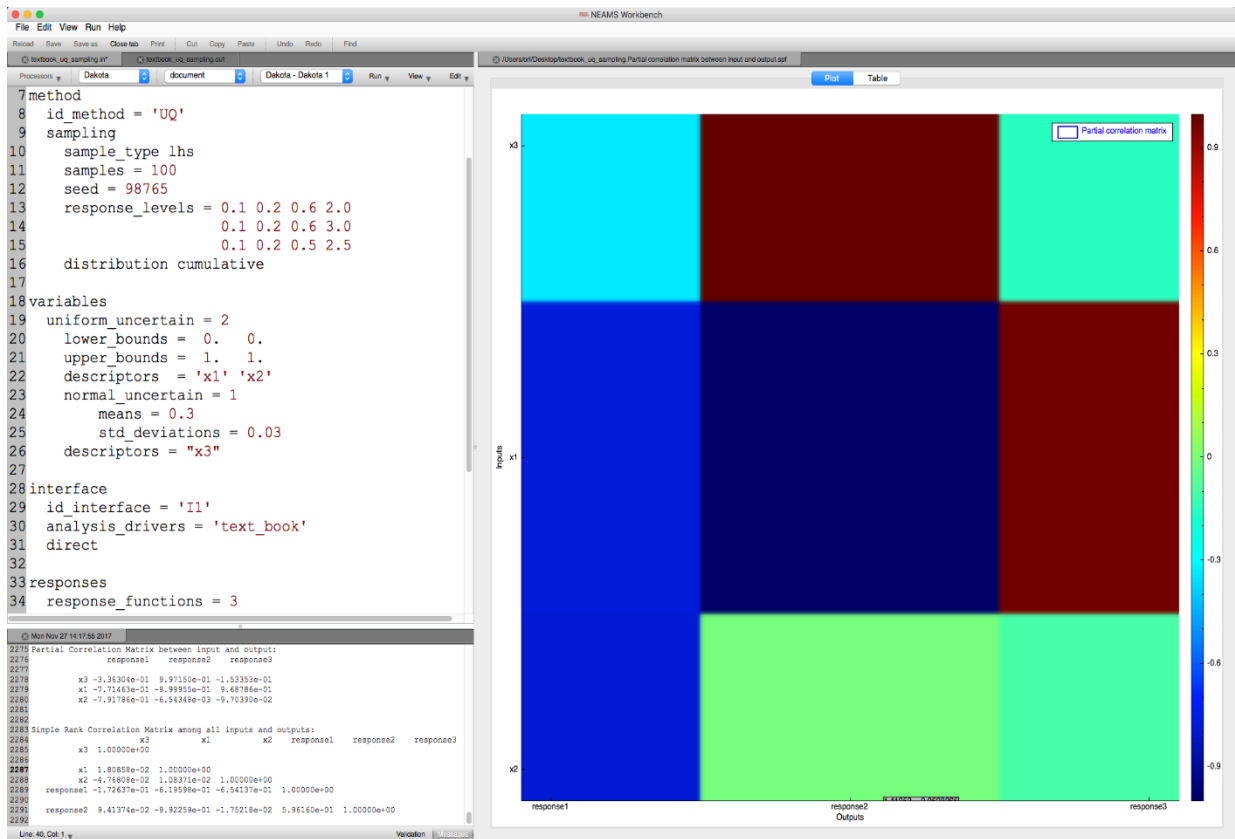 NEAMS Workbench
File Edit View Run Help
Reload Save Save as Close tab Print Cut Copy Paste Undo Redo Find
textbook_uq_sampling.in* textbook_uq_sampling.out
Processors Dakota document Dakota - Dakota 1 Run View Edit
7 method
8 id_method = 'UQ'
9 sampling
10 sample_type lhs
11 samples = 100
12 seed = 98765
13 response_levels = 0.1 0.2 0.6 2.0
14 0.1 0.2 0.6 3.0
15 0.1 0.2 0.5 2.5
16 distribution cumulative
17
18 variables
19 uniform_uncertain = 2
20 lower_bounds = 0. 0.
21 upper_bounds = 1. 1.
22 descriptors = 'x1' 'x2'
23 normal_uncertain = 1
24 means = 0.3
25 std_deviations = 0.03
26 descriptors = "x3"
27
28 interface
29 id_interface = 'I1'
30 analysis_drivers = 'text_book'
31 direct
32
33 responses
34 response_functions = 3
Mon Nov 27 14:17:55 2017
2275 Partial Correlation Matrix between input and output:
2276 response1 response2 response3
2277
2278 x3 -3.36304e-01 9.97150e-01 -1.53353e-01
2279 x1 -7.71463e-01 -9.99955e-01 9.68786e-01
2280 x2 -7.91786e-01 -6.54348e-03 -9.70390e-02
2281
2282
2283 Simple Rank Correlation Matrix among all inputs and outputs:
2284 x3 x1 x2 response1 response2 response3
2285 x3 1.00000e+00
2286
2287 x1 1.80858e-02 1.00000e+00
2288 x2 -4.76808e-02 1.08371e-02 1.00000e+00
2289 response1 -1.72637e-01 -6.19598e-01 -6.54137e-01 1.00000e+00
2290
2291 response2 9.41374e-02 -9.92259e-01 -1.75218e-02 5.96160e-01 1.00000e+00
2292
Line: 40, Col: 1 Validation Messages
/Users/orl/Desktop/textbook_uq_sampling.Partial correlation matrix between input and output.spf
Plot Table
Partial correlation matrix
x3
x1
x2
Inputs
response1 response2 response3
Outputs
0.9
0.6
0.3
0
-0.3
-0.6
-0.9